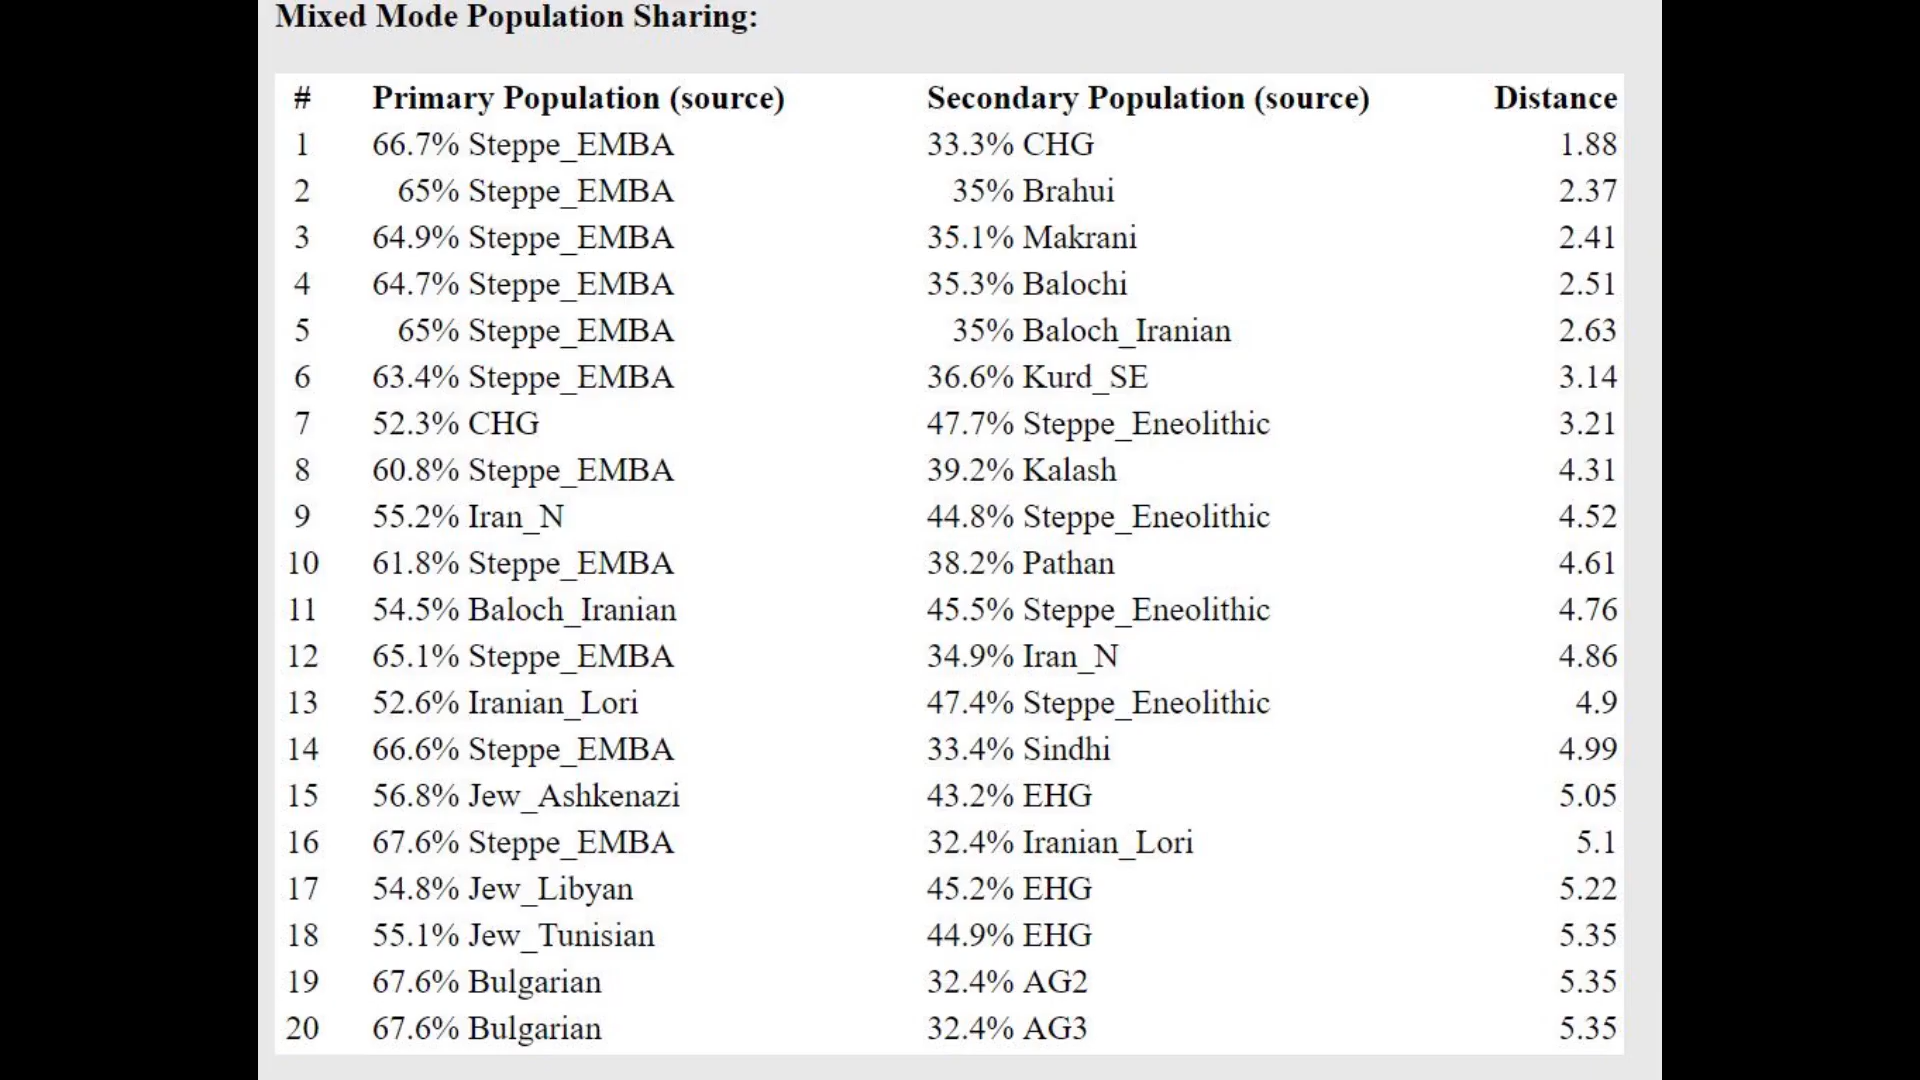 Mixed Mode Population Sharing:
# Primary Population (source) Secondary Population (source) Distance
1 66.7% Steppe_EMBA 33.3% CHG 1.88
2 65% Steppe_EMBA 35% Brahui 2.37
3 64.9% Steppe_EMBA 35.1% Makrani 2.41
4 64.7% Steppe_EMBA 35.3% Balochi 2.51
5 65% Steppe_EMBA 35% Baloch_Iranian 2.63
6 63.4% Steppe_EMBA 36.6% Kurd_SE 3.14
7 52.3% CHG 47.7% Steppe_Eneolithic 3.21
8 60.8% Steppe_EMBA 39.2% Kalash 4.31
9 55.2% Iran_N 44.8% Steppe_Eneolithic 4.52
10 61.8% Steppe_EMBA 38.2% Pathan 4.61
11 54.5% Baloch_Iranian 45.5% Steppe_Eneolithic 4.76
12 65.1% Steppe_EMBA 34.9% Iran_N 4.86
13 52.6% Iranian_Lori 47.4% Steppe_Eneolithic 4.9
14 66.6% Steppe_EMBA 33.4% Sindhi 4.99
15 56.8% Jew_Ashkenazi 43.2% EHG 5.05
16 67.6% Steppe_EMBA 32.4% Iranian_Lori 5.1
17 54.8% Jew_Libyan 45.2% EHG 5.22
18 55.1% Jew_Tunisian 44.9% EHG 5.35
19 67.6% Bulgarian 32.4% AG2 5.35
20 67.6% Bulgarian 32.4% AG3 5.35